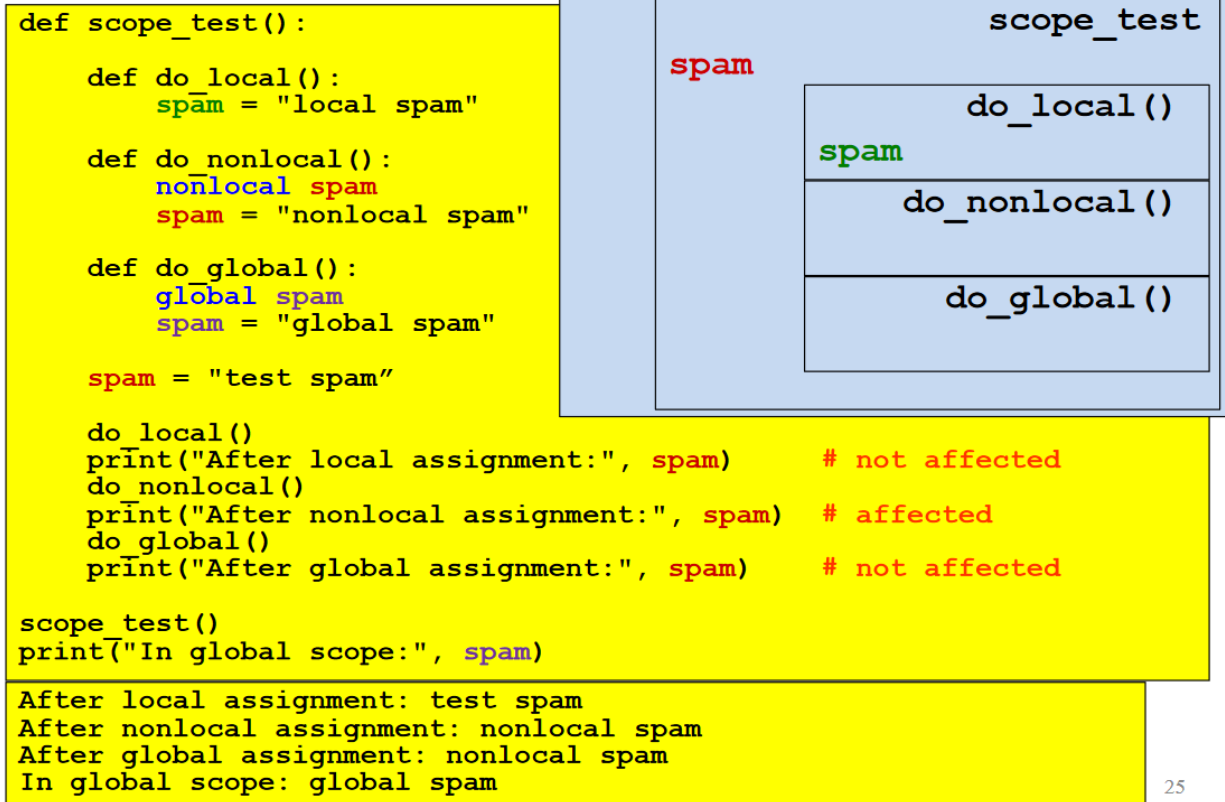 def scope_test():
def do_local():
spam = "local spam"
def do_nonlocal():
nonlocal spam
spam = "nonlocal spam"
def do_global():
global spam
spam = "global spam"
spam = "test spam”
do_local()
print("After local assignment:", spam) # not affected
do_nonlocal()
print("After nonlocal assignment:", spam) # affected
do_global()
print("After global assignment:", spam) # not affected
scope_test()
print("In global scope:", spam)
scope_test
spam
do_local()
spam
do_nonlocal()
do_global()
After local assignment: test spam
After nonlocal assignment: nonlocal spam
After global assignment: nonlocal spam
In global scope: global spam
25